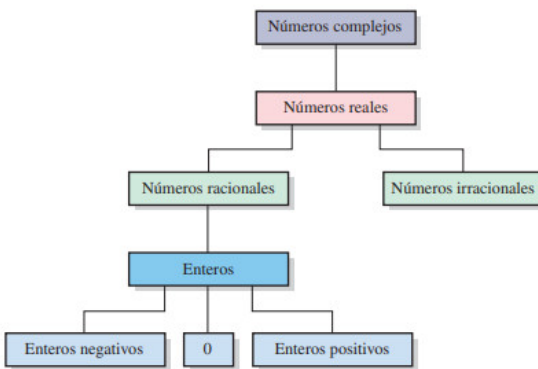 Números complejos
Números reales
Números racionales
Números irracionales
Enteros
Enteros negativos
0
Enteros positivos